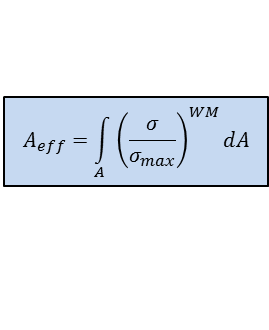 A_eff = ∫_A (σ/σ_max)^WM dA